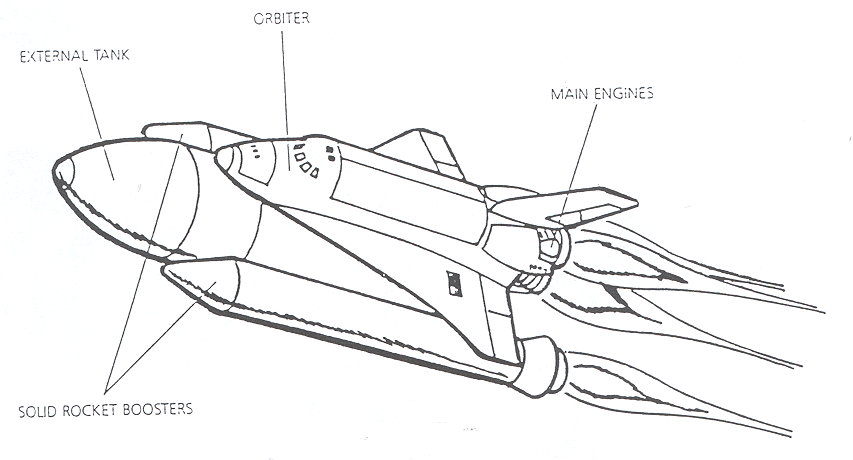 ORBITER
EXTERNAL TANK
MAIN ENGINES
SOLID ROCKET BOOSTERS